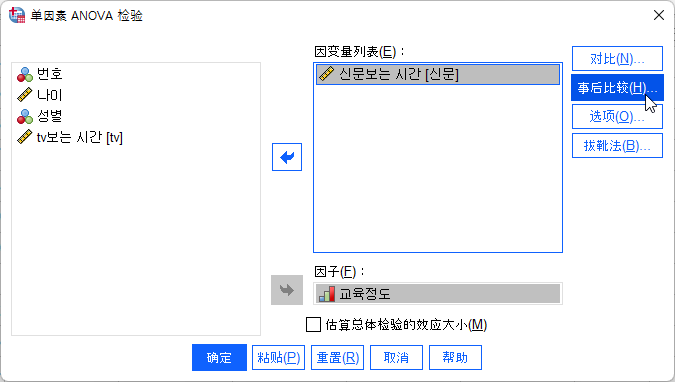 单因素 ANOVA 检验
因变量列表(E)：
번호
나이
성별
tv보는 시간 [tv]
신문보는 시간 [신문]
对比(N)...
事后比较(H)...
选项(O)...
拔靴法(B)...
因子(F)：
교육정도
估算总体检验的效应大小(M)
确定
粘贴(P)
重置(R)
取消
帮助